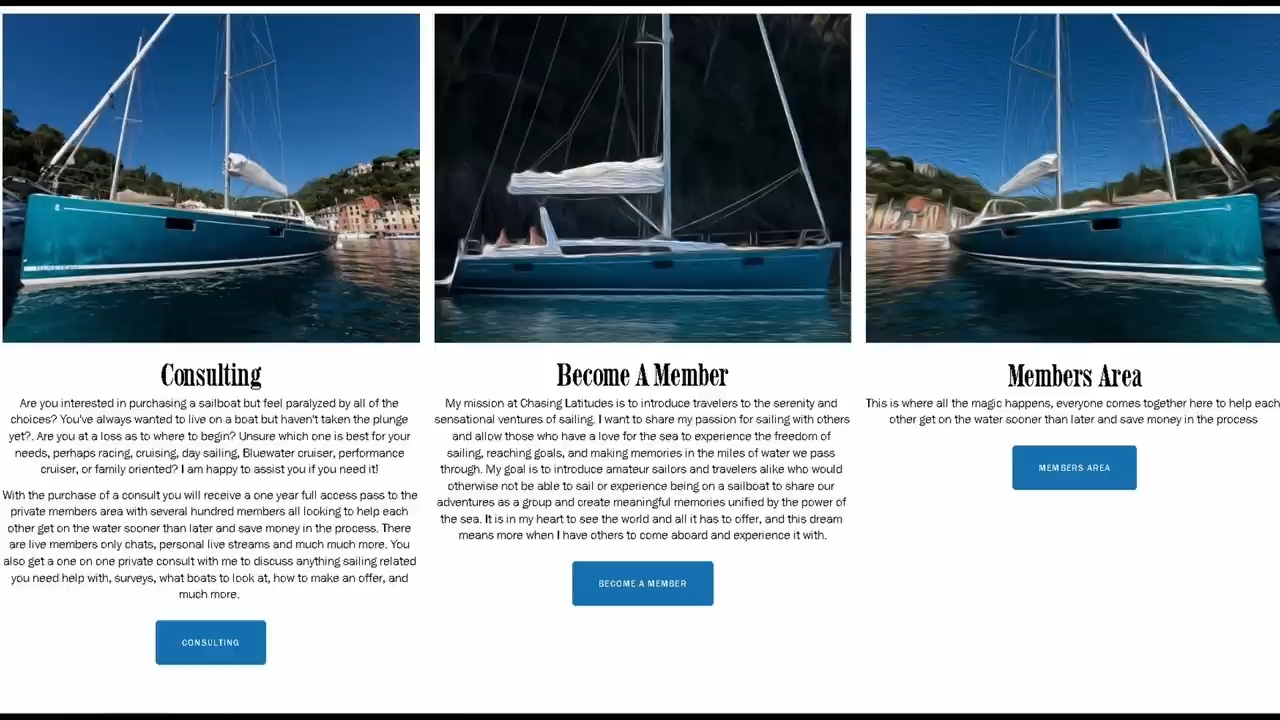 Consulting
Are you interested in purchasing a sailboat but feel paralyzed by all of the
choices? You've always wanted to live on a boat but haven't taken the plunge
yet?. Are you at a loss as to where to begin? Unsure which one is best for your
needs, perhaps racing, cruising, day sailing, Bluewater cruiser, performance
cruiser, or family oriented? I am happy to assist you if you need it!
With the purchase of a consult you will receive a one year full access pass to the
private members area with several hundred members all looking to help each
other get on the water sooner than later and save money in the process. There
are live members only chats, personal live streams and much much more. You
also get a one on one private consult with me to discuss anything sailing related
you need help with, surveys, what boats to look at, how to make an offer, and
much more.
CONSULTING
Become A Member
My mission at Chasing Latitudes is to introduce travelers to the serenity and
sensational ventures of sailing. I want to share my passion for sailing with others
and allow those who have a love for the sea to experience the freedom of
sailing, reaching goals, and making memories in the miles of water we pass
through. My goal is to introduce amateur sailors and travelers alike who would
otherwise not be able to sail or experience being on a sailboat to share our
adventures as a group and create meaningful memories unified by the power of
the sea. It is in my heart to see the world and all it has to offer, and this dream
means more when I have others to come aboard and experience it with.
BECOME A MEMBER
Members Area
This is where all the magic happens, everyone comes together here to help each
other get on the water sooner than later and save money in the process
MEMBERS AREA